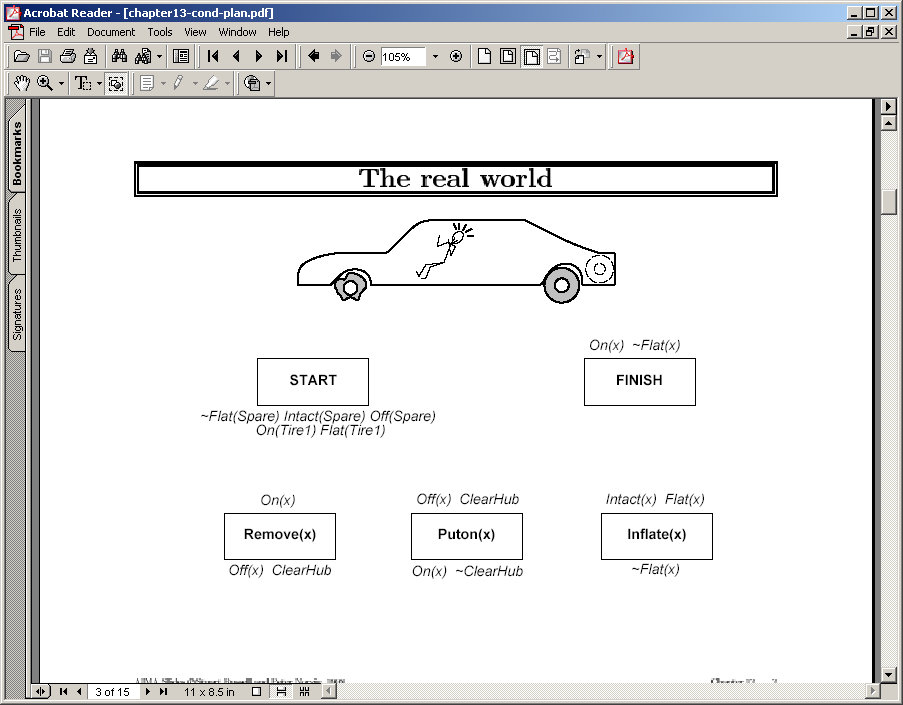 Acrobat Reader - [chapter13-cond-plan.pdf]
File Edit Document Tools View Window Help
105%
Bookmarks
Thumbnails
Signatures
The real world
On(x) ~Flat(x)
START
FINISH
~Flat(Spare) Intact(Spare) Off(Spare)
On(Tire1) Flat(Tire1)
On(x)
Off(x) ClearHub
Intact(x) Flat(x)
Remove(x)
Puton(x)
Inflate(x)
Off(x) ClearHub
On(x) ~ClearHub
~Flat(x)
3 of 15
11 x 8.5 in